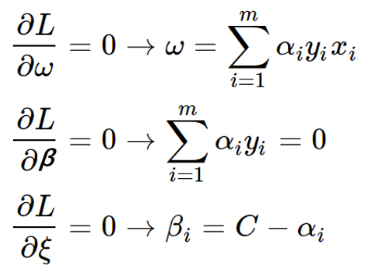 ∂L/∂ω = 0 → ω = ∑_{i=1}^{m} α_i y_i x_i
∂L/∂β = 0 → ∑_{i=1}^{m} α_i y_i = 0
∂L/∂ξ = 0 → β_i = C − α_i